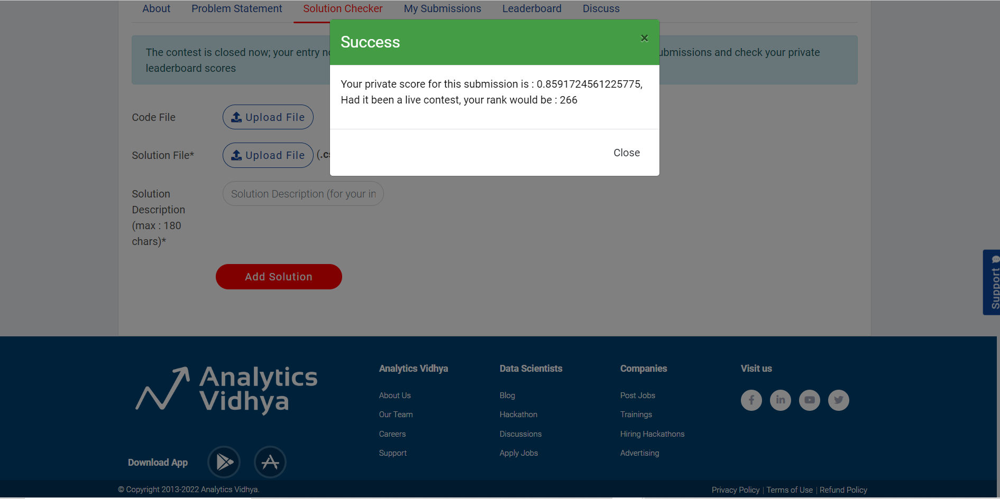 About Problem Statement Solution Checker My Submissions Leaderboard Discuss
Success ×
The contest is closed now; your entry ubmissions and check your private
leaderboard scores
Your private score for this submission is : 0.8591724561225775,
Had it been a live contest, your rank would be : 266
Close
Code File Upload File
Solution File* Upload File (.cs
Solution
Description
(max : 180
chars)*
Solution Description (for your in
Add Solution
Support
Analytics
Vidhya
Download App
Analytics Vidhya
About Us
Our Team
Careers
Support
Data Scientists
Blog
Hackathon
Discussions
Apply Jobs
Companies
Post Jobs
Trainings
Hiring Hackathons
Advertising
Visit us
© Copyright 2013-2022 Analytics Vidhya.
Privacy Policy | Terms of Use | Refund Policy